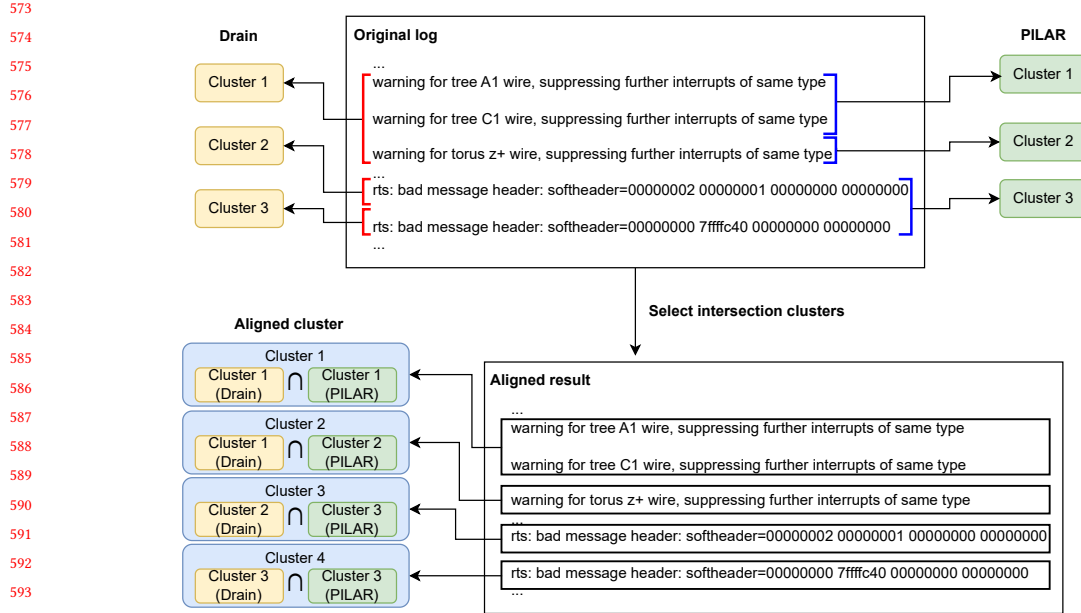 573
574
575
576
577
578
579
580
581
582
583
584
585
586
587
588
589
590
591
592
593
Drain
Cluster 1
Cluster 2
Cluster 3
Original log
...
warning for tree A1 wire, suppressing further interrupts of same type
warning for tree C1 wire, suppressing further interrupts of same type
warning for torus z+ wire, suppressing further interrupts of same type
...
rts: bad message header: softheader=00000002 00000001 00000000 00000000
rts: bad message header: softheader=00000000 7ffffc40 00000000 00000000
...
PILAR
Cluster 1
Cluster 2
Cluster 3
Select intersection clusters
Aligned cluster
Cluster 1
Cluster 1 ⋂ Cluster 1
(Drain) (PILAR)
Cluster 2
Cluster 1 ⋂ Cluster 2
(Drain) (PILAR)
Cluster 3
Cluster 2 ⋂ Cluster 3
(Drain) (PILAR)
Cluster 4
Cluster 3 ⋂ Cluster 3
(Drain) (PILAR)
Aligned result
...
warning for tree A1 wire, suppressing further interrupts of same type
warning for tree C1 wire, suppressing further interrupts of same type
warning for torus z+ wire, suppressing further interrupts of same type
...
rts: bad message header: softheader=00000002 00000001 00000000 00000000
rts: bad message header: softheader=00000000 7ffffc40 00000000 00000000
...